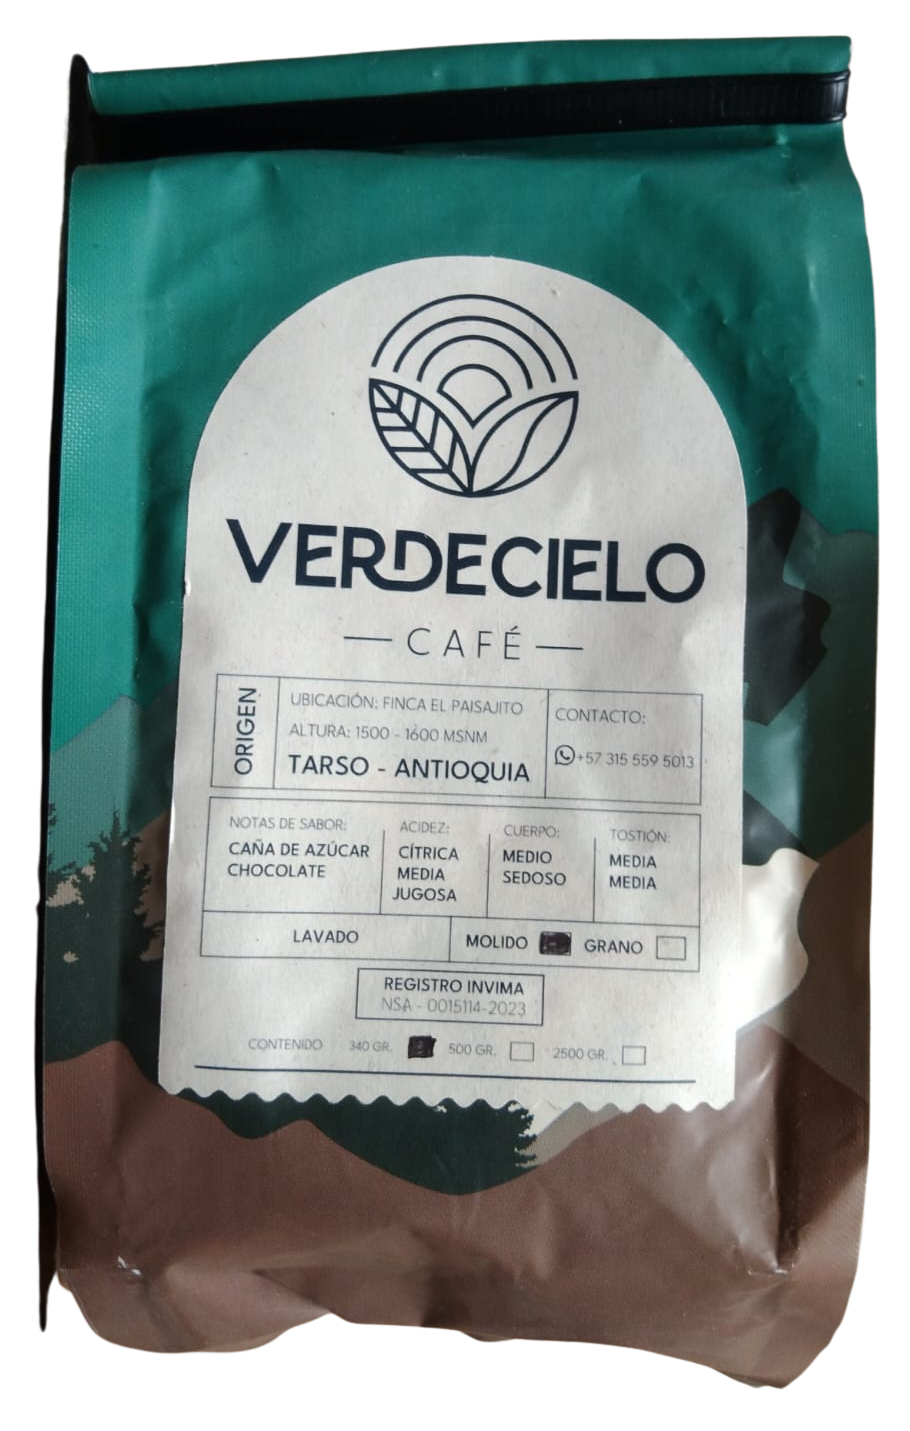 VERDECIELO
CAFÉ
ORIGEN
UBICACIÓN: FINCA EL PAISAJITO
ALTURA: 1500 - 1600 MSNM
TARSO - ANTIOQUIA
CONTACTO:
+57 315 559 5013
NOTAS DE SABOR:
CAÑA DE AZÚCAR
CHOCOLATE
ACIDEZ:
CÍTRICA
MEDIA
JUGOSA
CUERPO:
MEDIO
SEDOSO
TOSTIÓN:
MEDIA
MEDIA
LAVADO
MOLIDO GRANO
REGISTRO INVIMA
NSA - 0015114-2023
CONTENIDO 340 GR. 500 GR. 2500 GR.